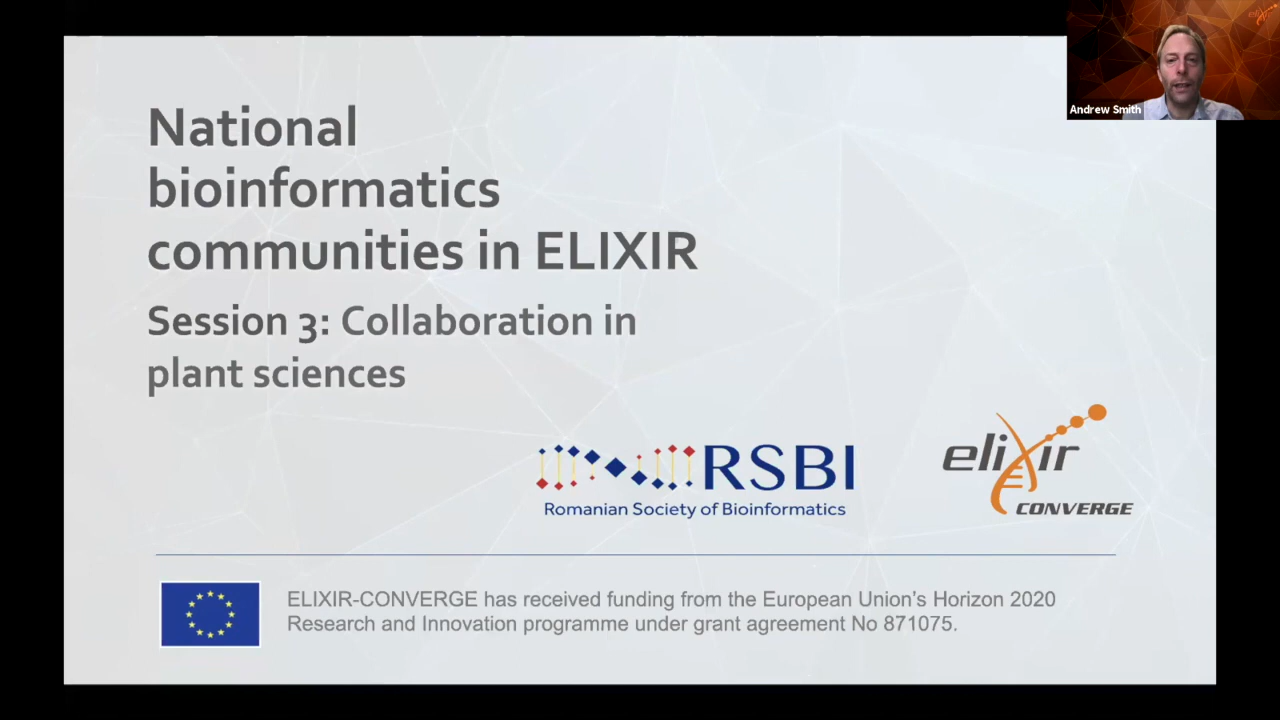 National
bioinformatics
communities in ELIXIR
Session 3: Collaboration in
plant sciences
RSBI
Romanian Society of Bioinformatics
elixir
CONVERGE
ELIXIR-CONVERGE has received funding from the European Union's Horizon 2020
Research and Innovation programme under grant agreement No 871075.
Andrew Smith
elixir